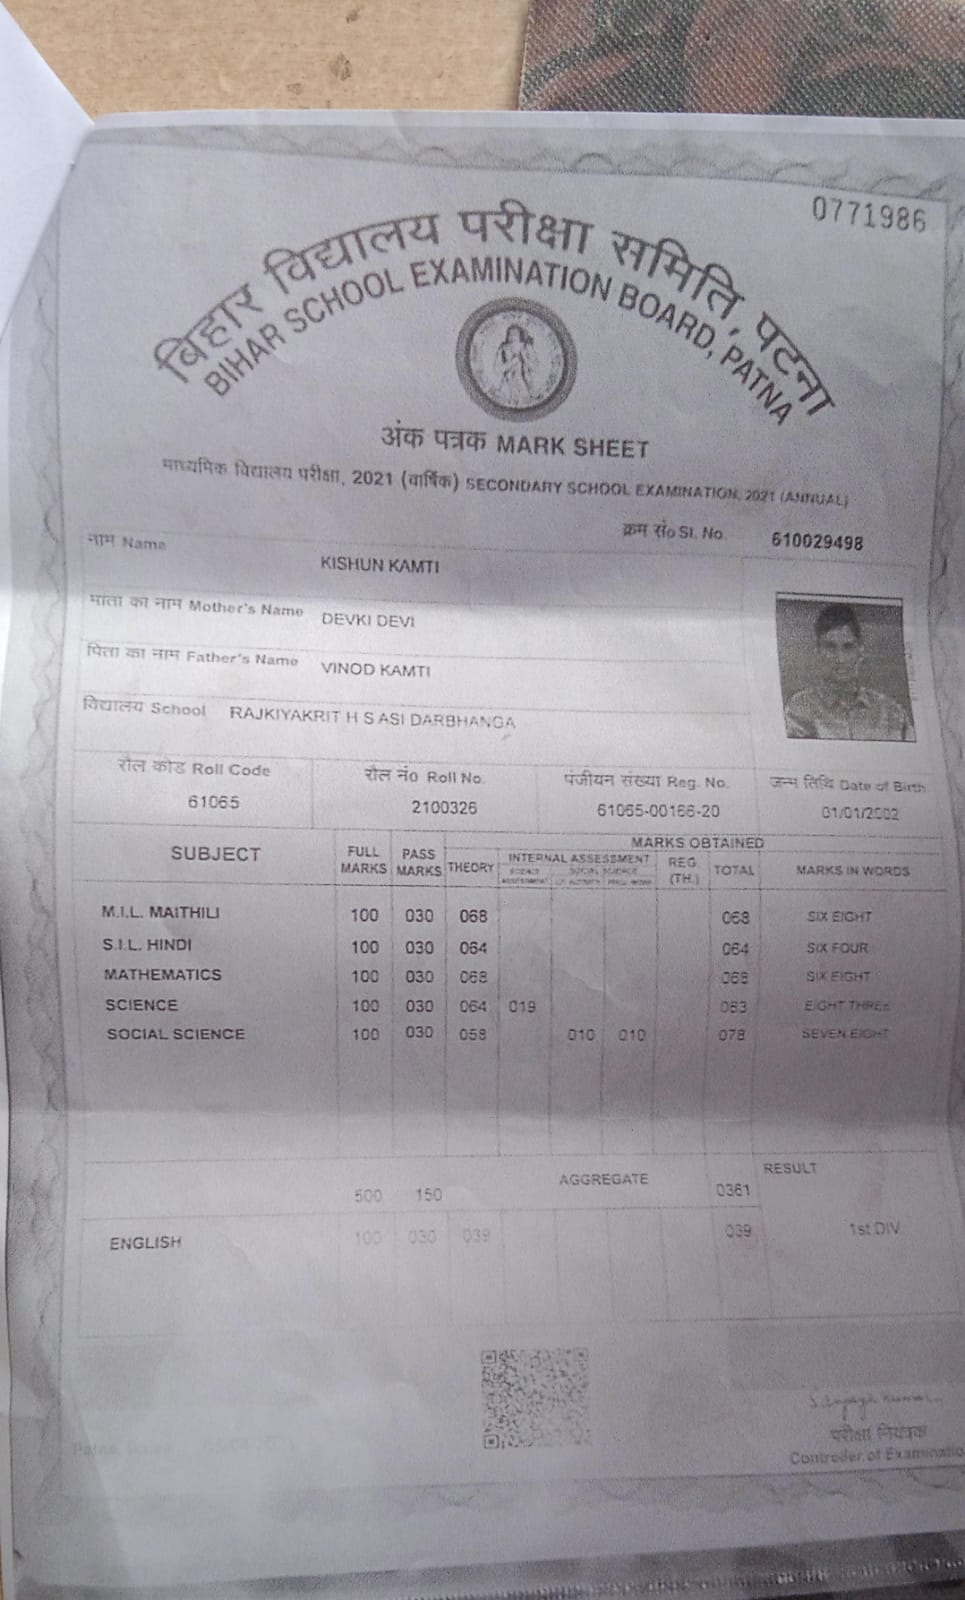 0771986
बिहार विद्यालय परीक्षा समिति, पटना
BIHAR SCHOOL EXAMINATION BOARD, PATNA
अंक पत्रक MARK SHEET
माध्यमिक विद्यालय परीक्षा, 2021 (वार्षिक) SECONDARY SCHOOL EXAMINATION, 2021 (ANNUAL)
क्रम सं० Sl. No. 610029498
नाम Name KISHUN KAMTI
माता का नाम Mother's Name DEVKI DEVI
पिता का नाम Father's Name VINOD KAMTI
विद्यालय School RAJKIYAKRIT H S ASI DARBHANGA
रौल कोड Roll Code रौल नं० Roll No. पंजीयन संख्या Reg. No. जन्म तिथि Date of Birth
61065 2100326 61065-00166-20 01/01/2002
MARKS OBTAINED
SUBJECT FULL MARKS PASS MARKS THEORY INTERNAL ASSESSMENT REG (TH.) TOTAL MARKS IN WORDS
M.I.L. MAITHILI 100 030 068 068 SIX EIGHT
S.I.L. HINDI 100 030 064 064 SIX FOUR
MATHEMATICS 100 030 068 068 SIX EIGHT
SCIENCE 100 030 064 019 083 EIGHT THREE
SOCIAL SCIENCE 100 030 058 010 010 078 SEVEN EIGHT
500 150 AGGREGATE 0361 RESULT
ENGLISH 100 030 039 039 1st DIV
परीक्षा नियंत्रक
Controller of Examinatio